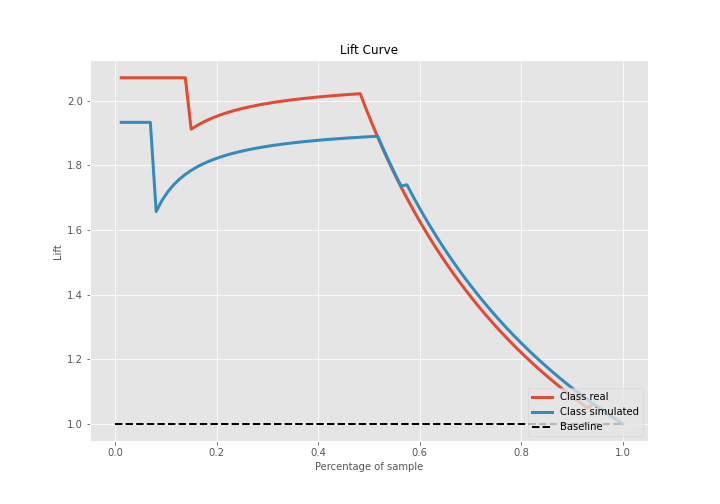 Lift Curve
2.0
1.8
1.6
1.4
1.2
1.0
Lift
0.0 0.2 0.4 0.6 0.8 1.0
Percentage of sample
Class real
Class simulated
Baseline